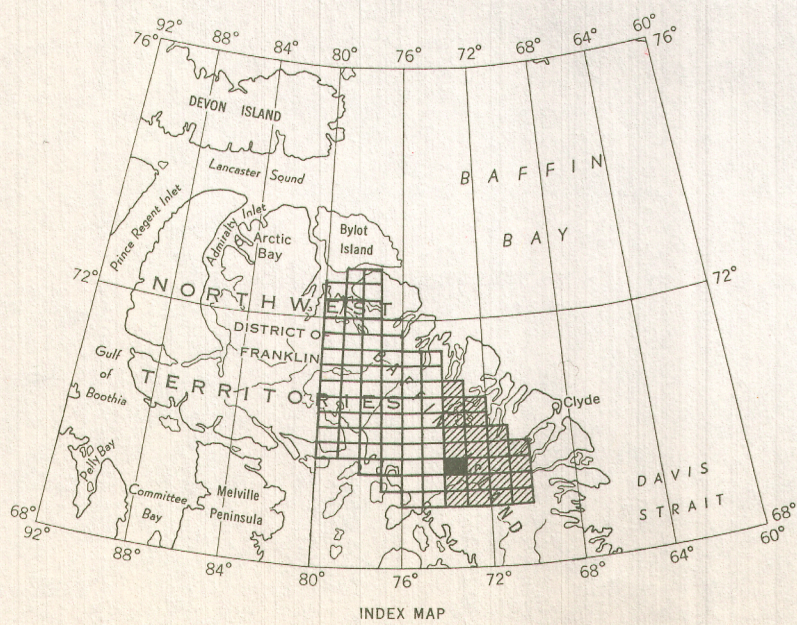 92°
88°
84°
80°
76°
72°
68°
64°
60°
76°
76°
DEVON ISLAND
Lancaster Sound
BAFFIN
BAY
Prince Regent Inlet
Admiralty Inlet
Arctic
Bay
Bylot
Island
72°
72°
NORTHWEST
DISTRICT OF
FRANKLIN
TERRITORIES
Gulf
of
Boothia
BAFFIN
ISLAND
Clyde
Pelly Bay
Committee
Bay
Melville
Peninsula
DAVIS
STRAIT
68°
92°
88°
84°
80°
76°
72°
68°
64°
60°
68°
INDEX MAP